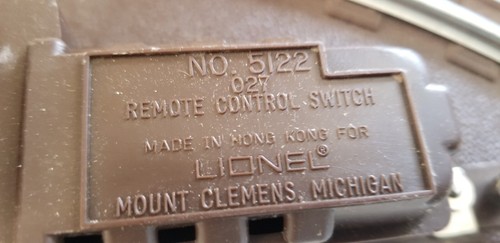 NO. 5122
027
REMOTE CONTROL SWITCH
MADE IN HONG KONG FOR
LIONEL®
MOUNT CLEMENS, MICHIGAN